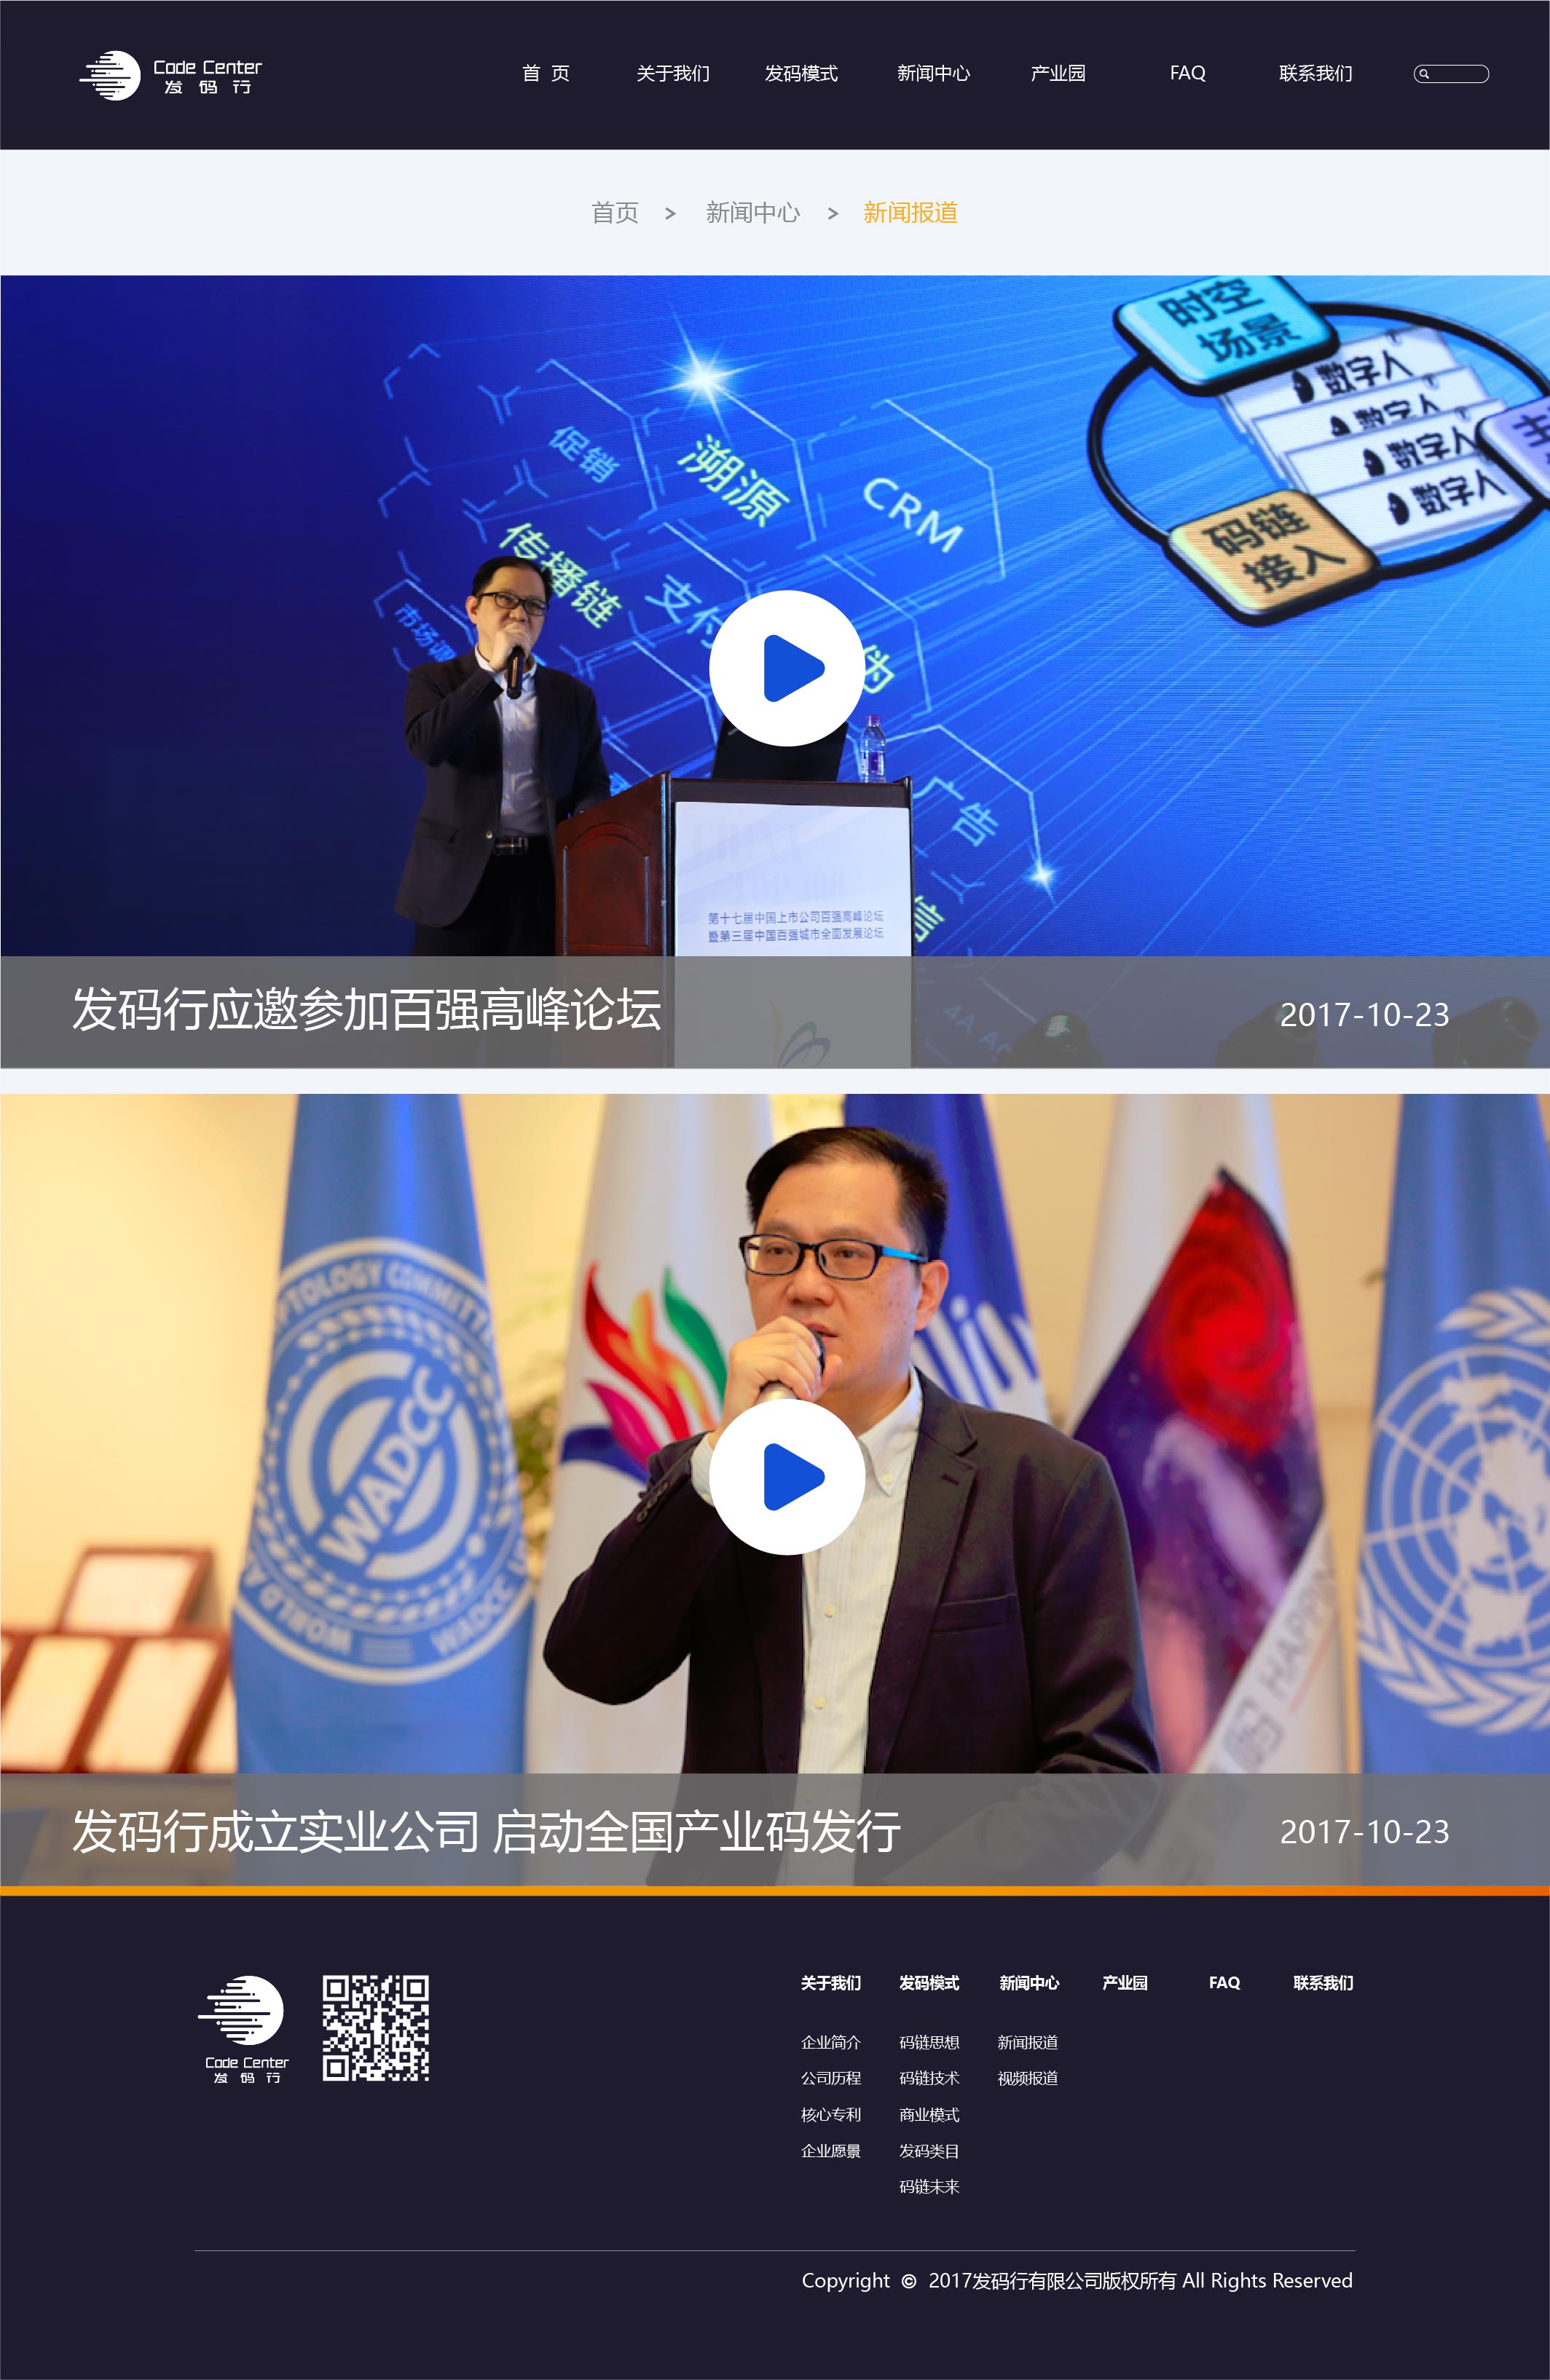 Code Center
发码行
首 页 关于我们 发码模式 新闻中心 产业园 FAQ 联系我们
首页 > 新闻中心 > 新闻报道
时空
场景
数字人
数字人
数字人
数字人
码链
接入
促销
溯源
CRM
传播链
支付
伪
广告
信
第十七届中国上市公司百强高峰论坛
暨第三届中国百强城市全面发展论坛
发码行应邀参加百强高峰论坛
2017-10-23
WADCC
HAPPIN
发码行成立实业公司 启动全国产业码发行
2017-10-23
Code Center
发码行
关于我们 发码模式 新闻中心 产业园 FAQ 联系我们
企业简介 码链思想 新闻报道
公司历程 码链技术 视频报道
核心专利 商业模式
企业愿景 发码类目
码链未来
Copyright © 2017发码行有限公司版权所有 All Rights Reserved